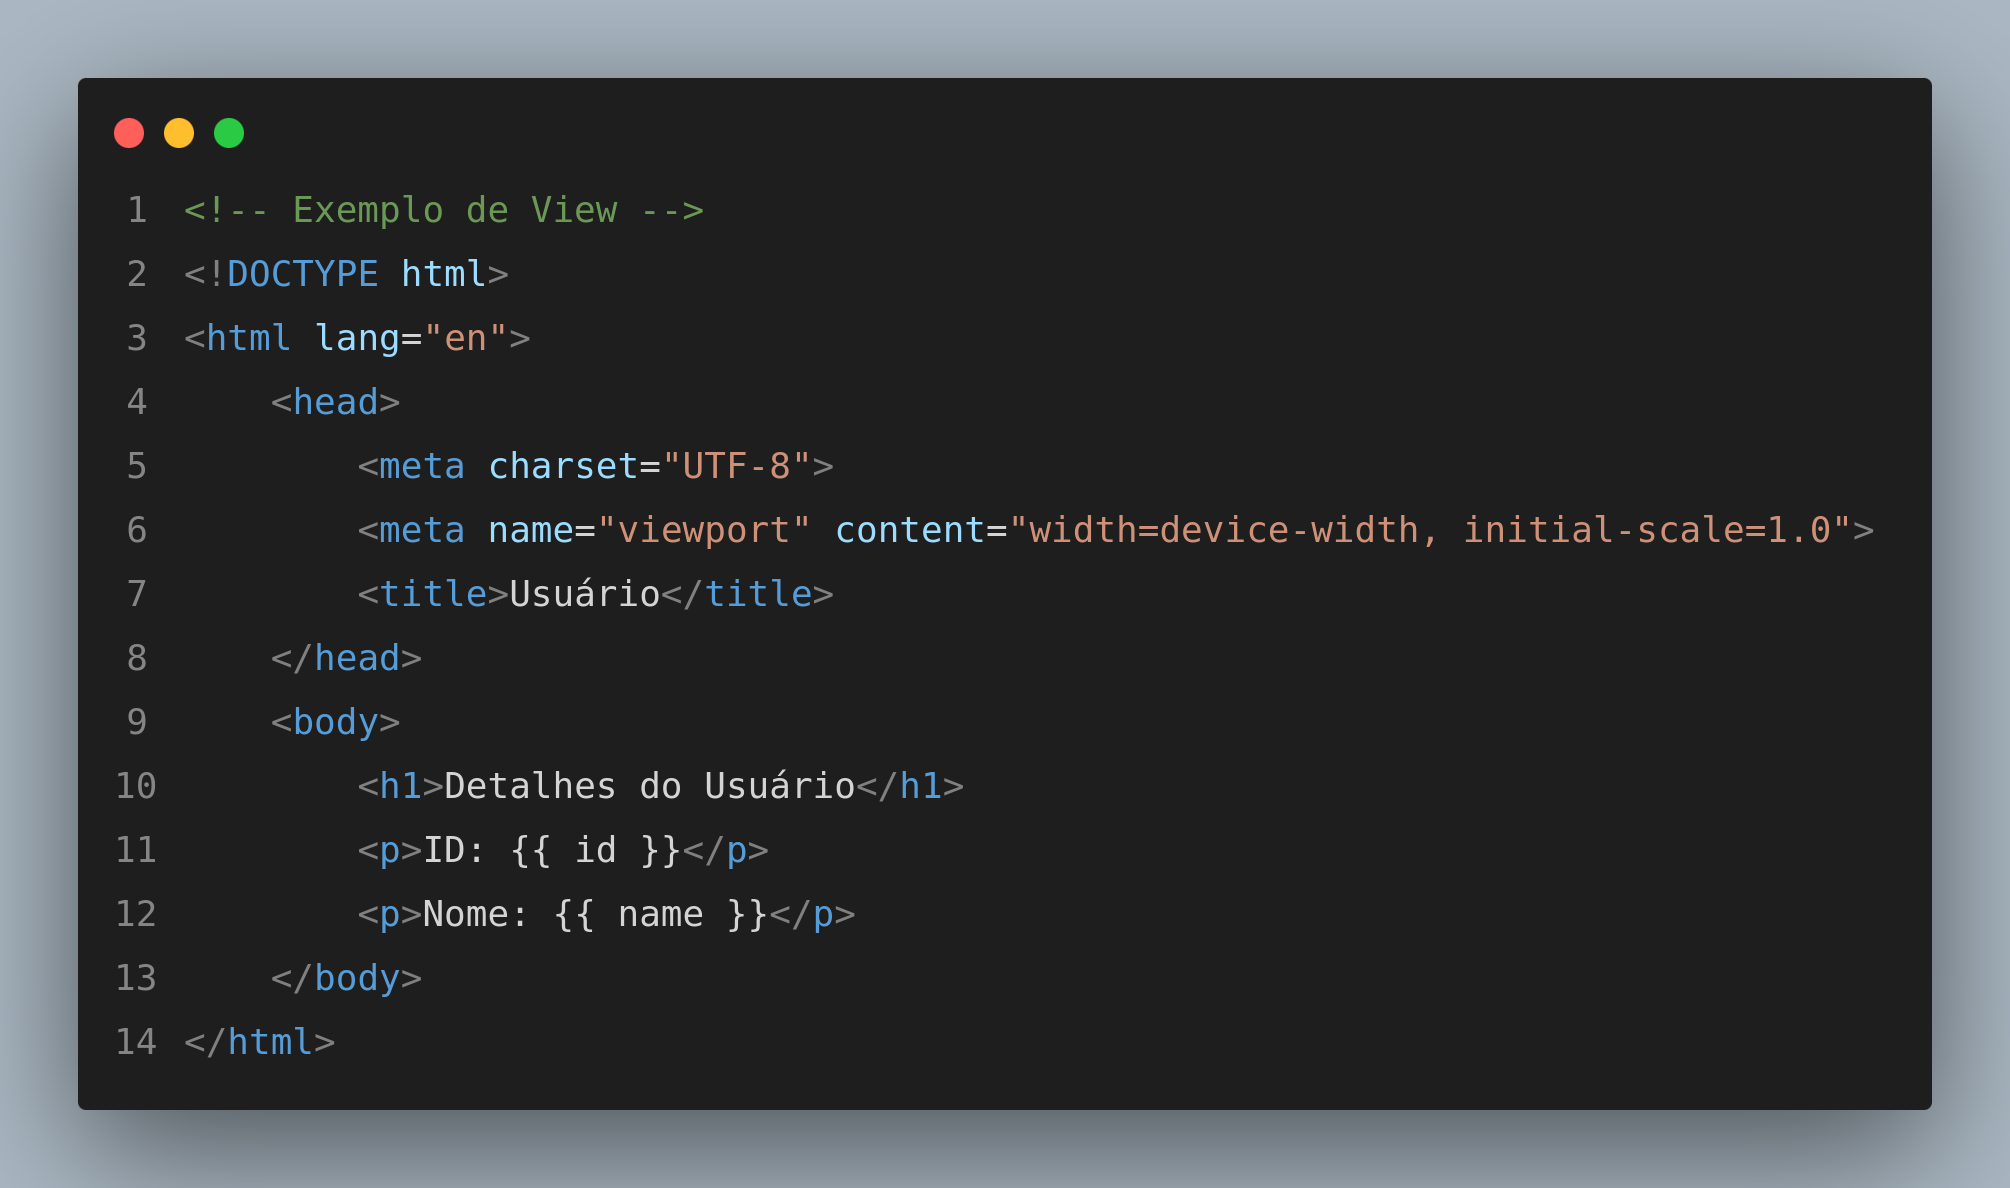 1 <!-- Exemplo de View -->
2 <!DOCTYPE html>
3 <html lang="en">
4     <head>
5         <meta charset="UTF-8">
6         <meta name="viewport" content="width=device-width, initial-scale=1.0">
7         <title>Usuário</title>
8     </head>
9     <body>
10         <h1>Detalhes do Usuário</h1>
11         <p>ID: {{ id }}</p>
12         <p>Nome: {{ name }}</p>
13     </body>
14 </html>